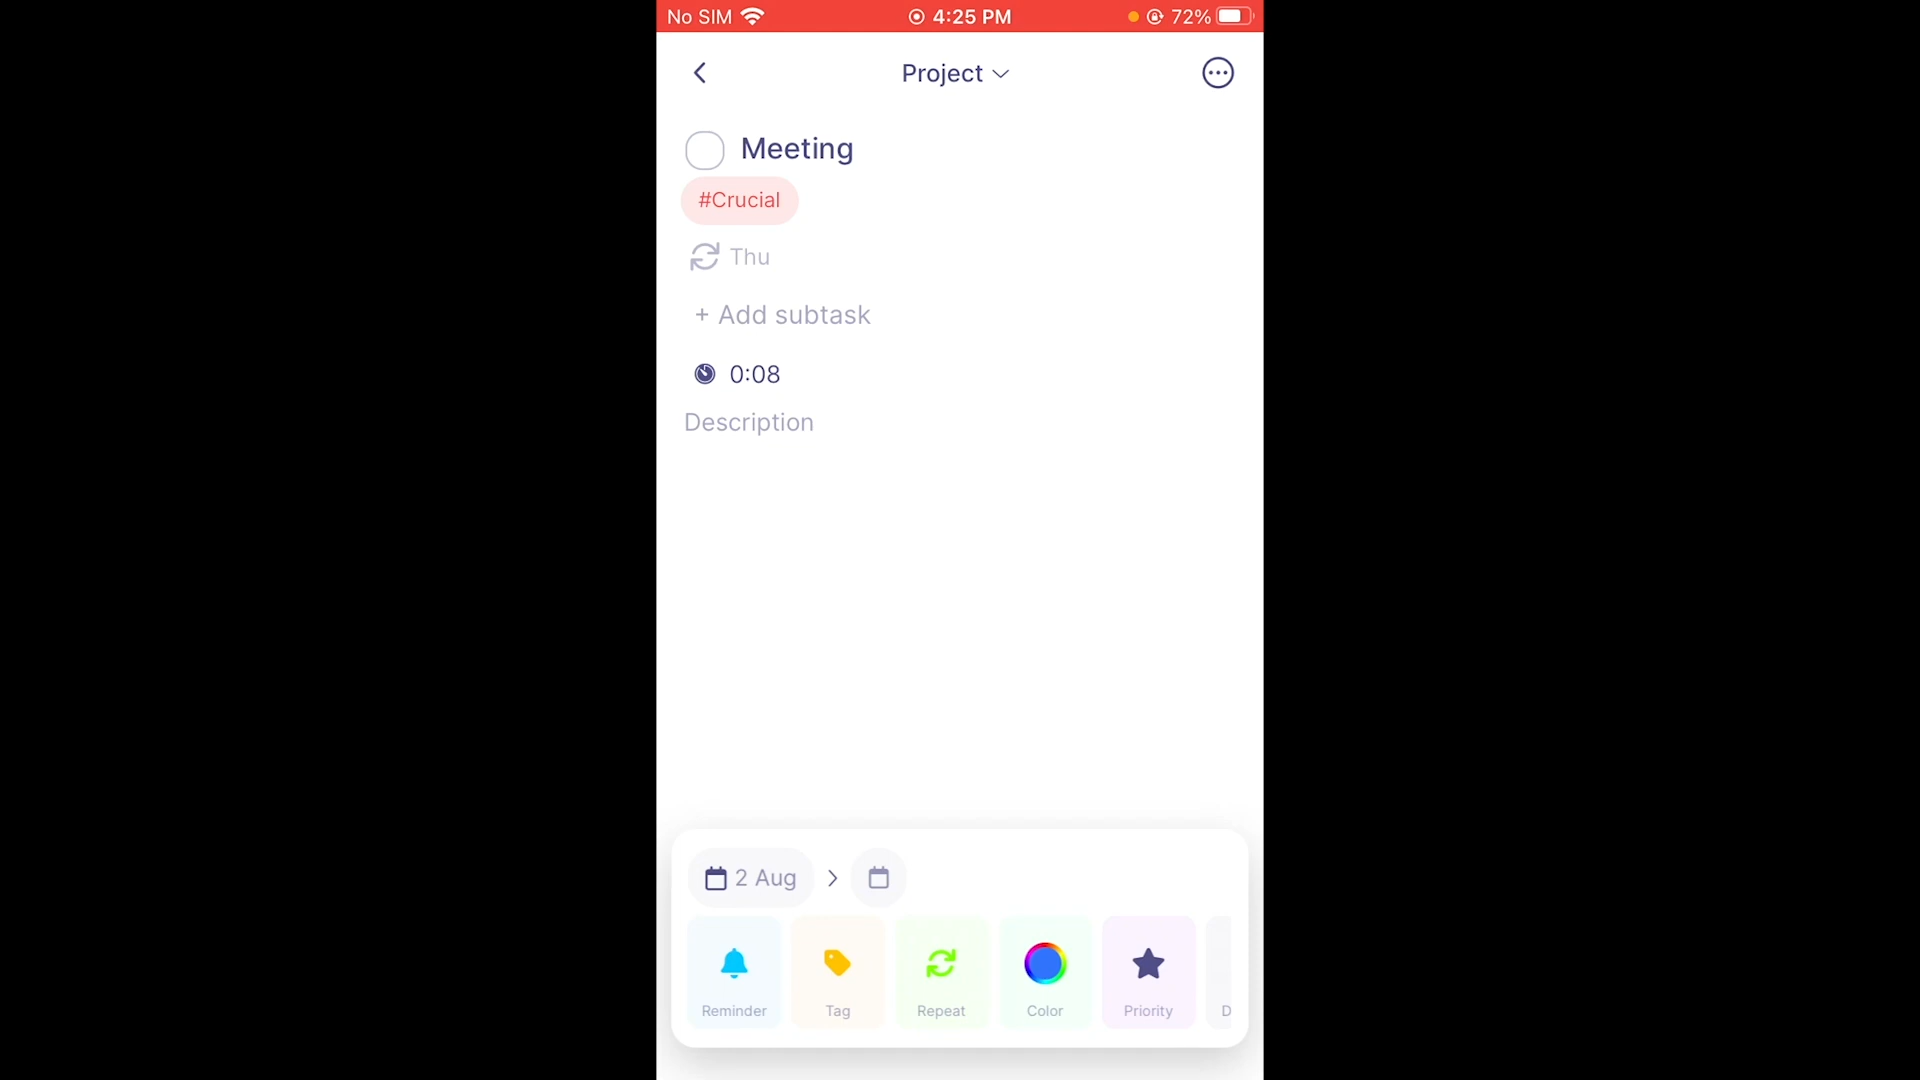 No SIM 4:25 PM 72%
Project
Meeting
#Crucial
Thu
+ Add subtask
0:08
Description
2 Aug
Reminder Tag Repeat Color Priority D